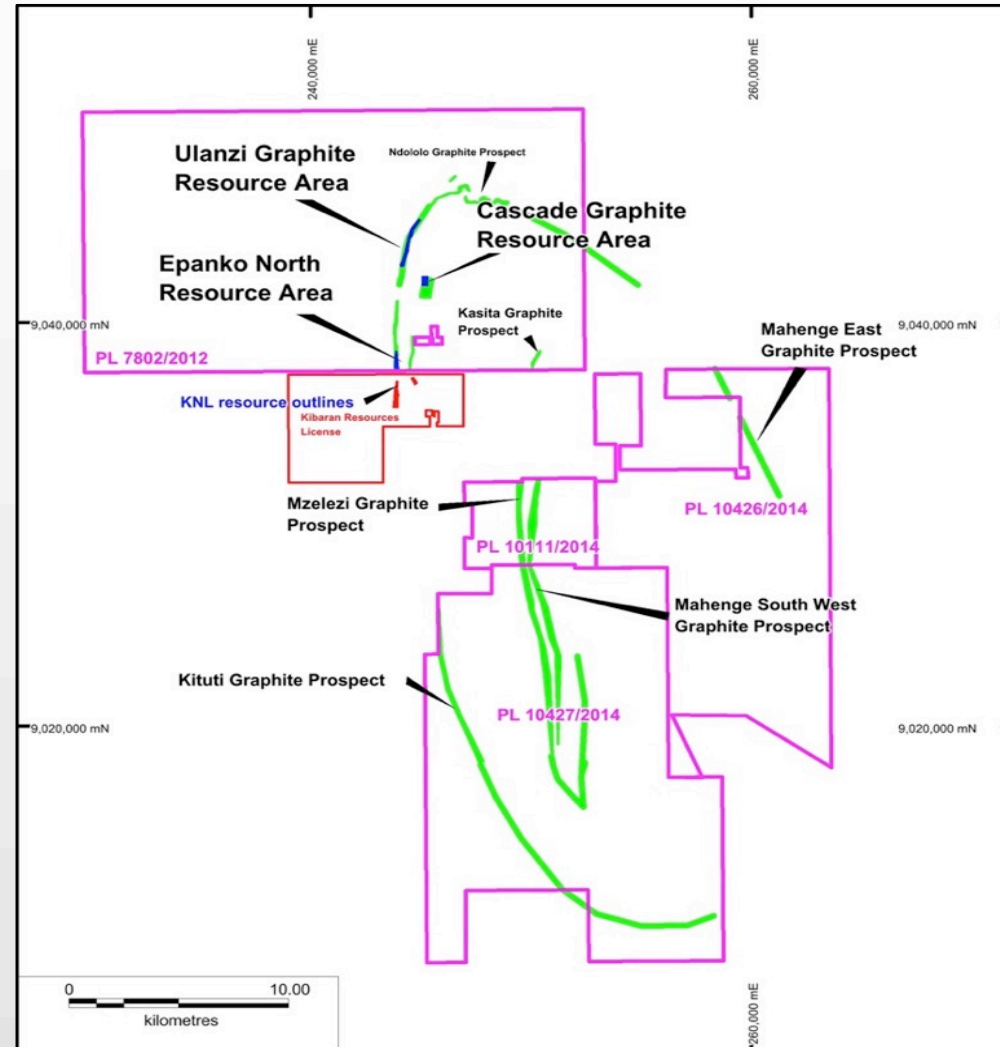 240,000 mE
260,000 mE
Ulanzi Graphite
Resource Area
Ndololo Graphite Prospect
Cascade Graphite
Resource Area
Epanko North
Resource Area
Kasita Graphite
Prospect
9,040,000 mN
9,040,000 mN
Mahenge East
Graphite Prospect
PL 7802/2012
KNL resource outlines
Kibaran Resources
License
Mzelezi Graphite
Prospect
PL 10426/2014
PL 10111/2014
Mahenge South West
Graphite Prospect
Kituti Graphite Prospect
PL 10427/2014
9,020,000 mN
9,020,000 mN
0
10.00
kilometres
260,000 mE